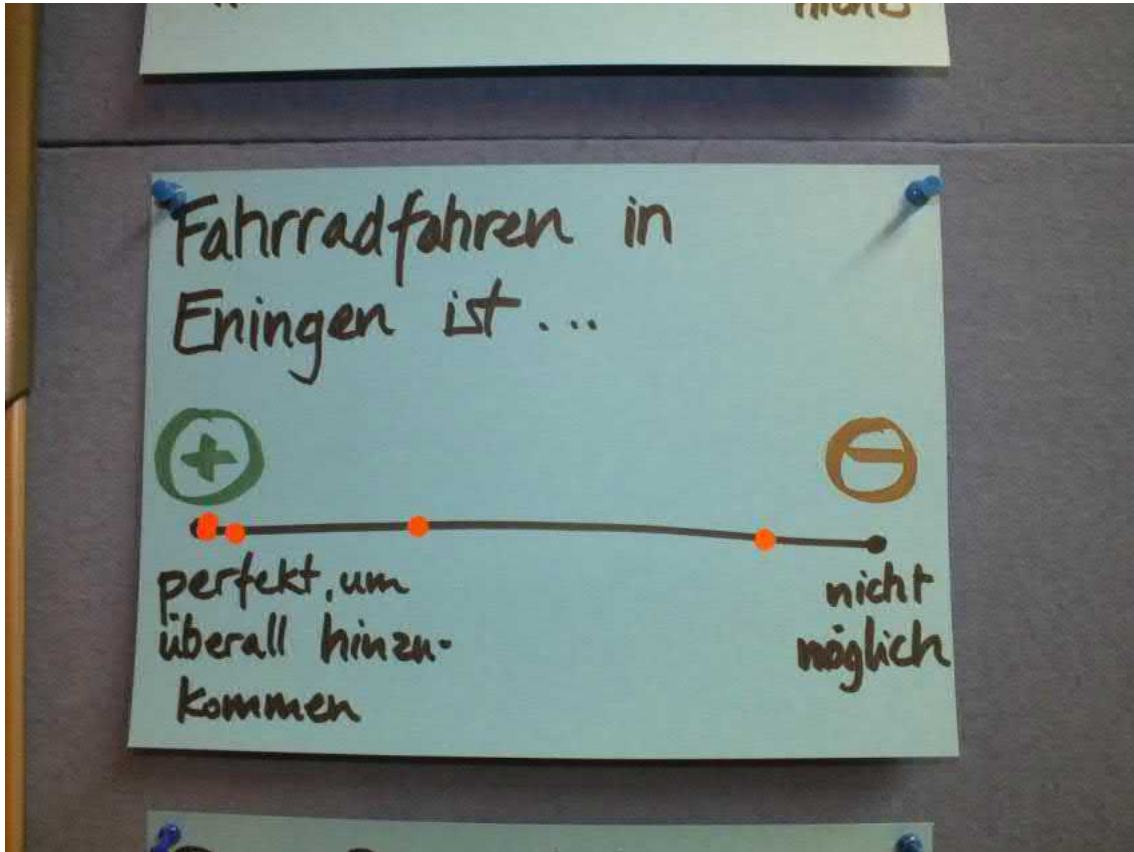 Fahrradfahren in
Eningen ist...
+
−
perfekt, um
überall hinzu-
kommen
nicht
möglich